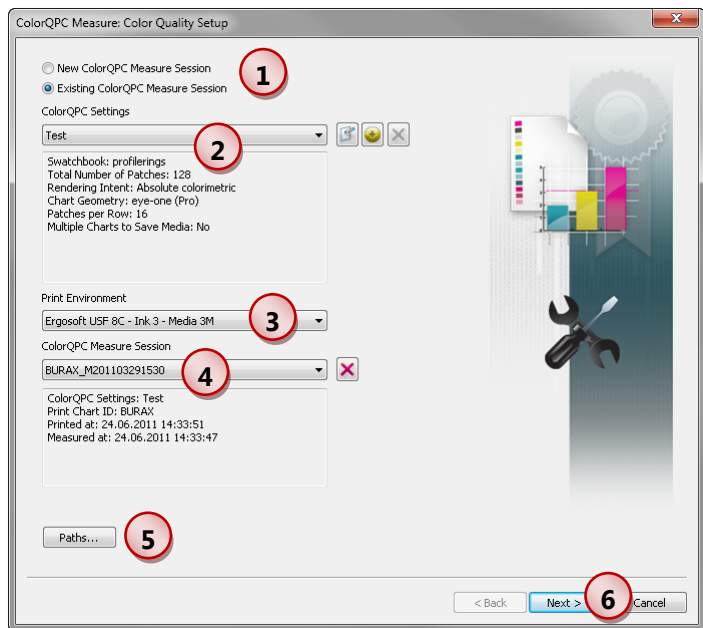 ColorQPC Measure: Color Quality Setup
New ColorQPC Measure Session
1
Existing ColorQPC Measure Session
ColorQPC Settings
Test
2
Swatchbook: profilerings
Total Number of Patches: 128
Rendering Intent: Absolute colorimetric
Chart Geometry: eye-one (Pro)
Patches per Row: 16
Multiple Charts to Save Media: No
Print Environment
Ergosoft USF 8C - Ink 3 - Media 3M
3
ColorQPC Measure Session
BURAX_M201103291530
4
ColorQPC Settings: Test
Print Chart ID: BURAX
Printed at: 24.06.2011 14:33:51
Measured at: 24.06.2011 14:33:47
Paths...
5
< Back
Next >
6
Cancel